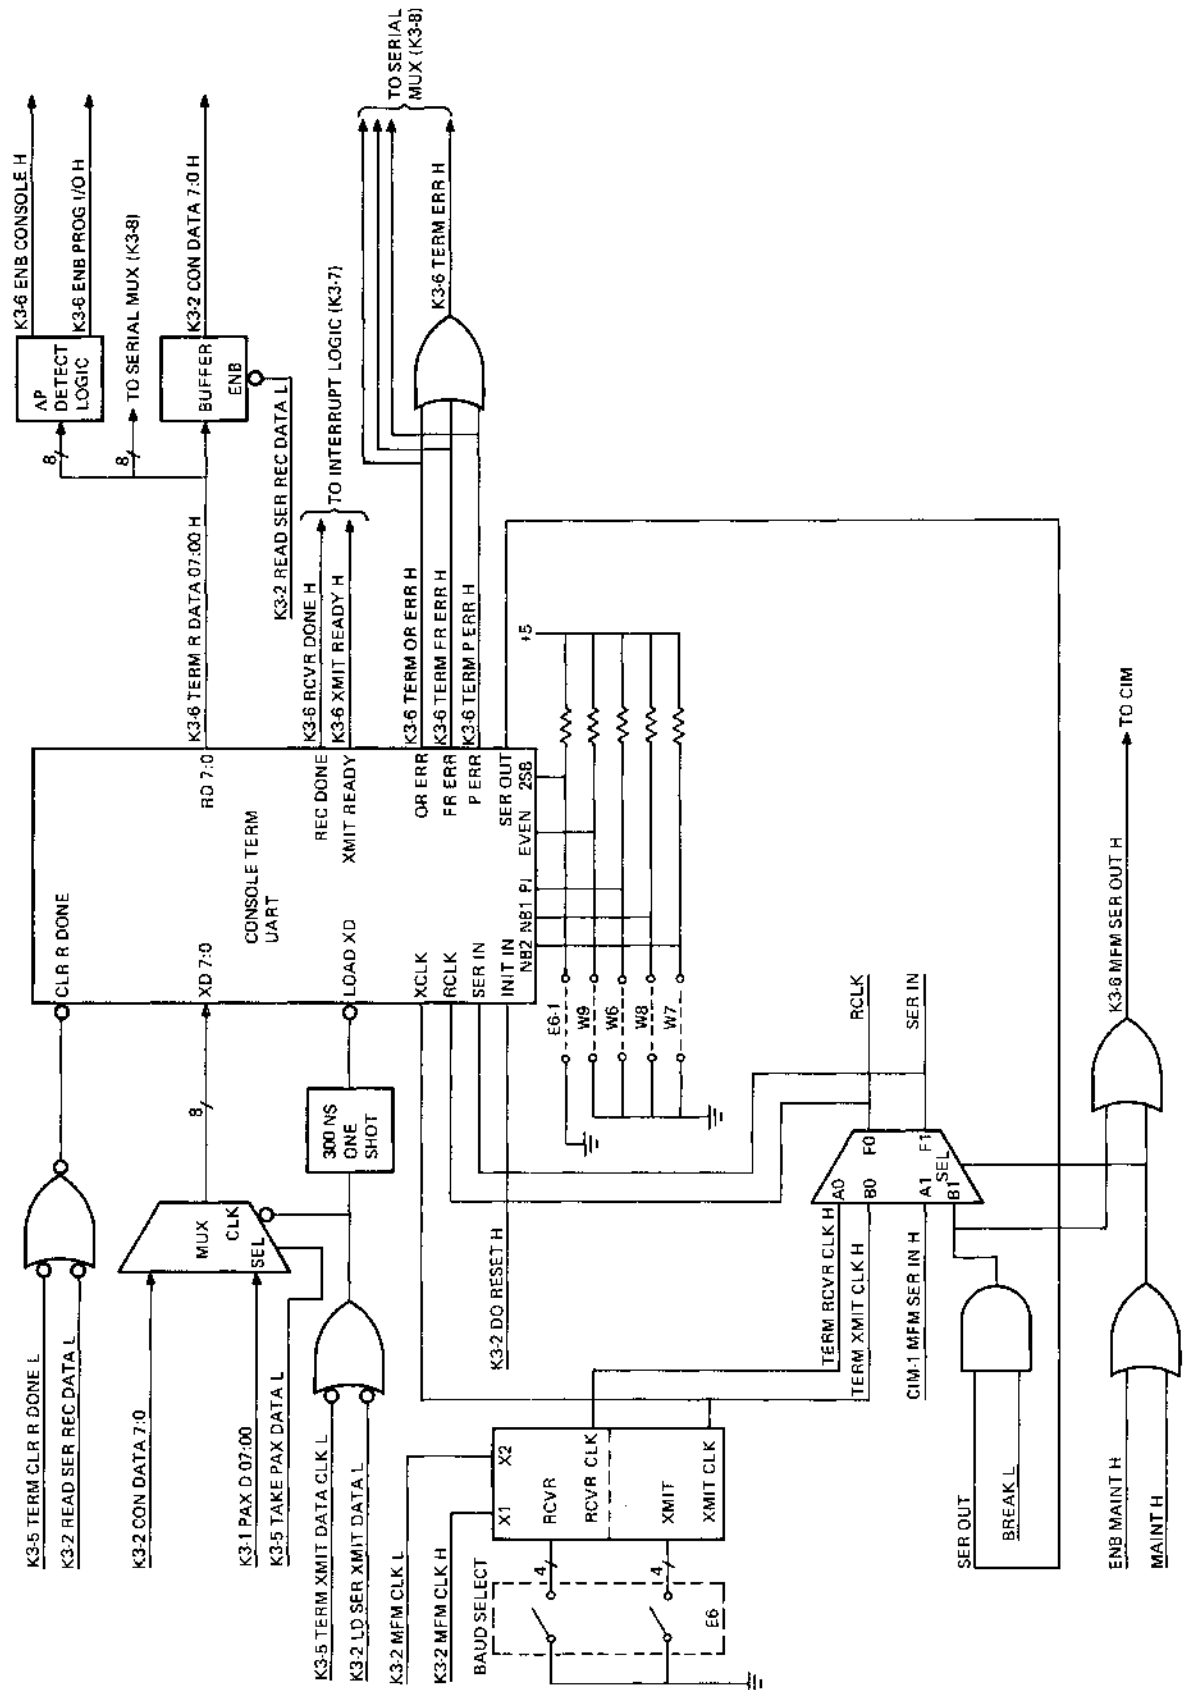 K3-5 TERM CLR R DONE L
K3-2 READ SER REC DATA L
K3-2 CON DATA 7:0
K3-1 PAX D 07:00
K3-5 TAKE PAX DATA L
K3-5 TERM XMIT DATA CLK L
K3-2 LD SER XMIT DATA L
K3-2 MFM CLK L
K3-2 MFM CLK H
BAUD SELECT
E6
4
4
X1
X2
RCVR
RCVR CLK
XMIT
XMIT CLK
MUX
CLK
SEL
8
300 NS
ONE
SHOT
K3-2 DO RESET H
CLR R DONE
XD 7:0
LOAD XD
XCLK
RCLK
SER IN
INIT IN
CONSOLE TERM
UART
RD 7:0
REC DONE
XMIT READY
OR ERR
FR ERR
P ERR
SER OUT
NB2
NB1
PI
EVEN
2SB
+5
E6-1
W9
W6
W8
W7
K3-6 TERM R DATA 07:00 H
8
8
AP
DETECT
LOGIC
K3-6 ENB CONSOLE H
K3-6 ENB PROG I/O H
TO SERIAL MUX (K3-8)
BUFFER
ENB
K3-2 CON DATA 7:0 H
K3-2 READ SER REC DATA L
K3-6 RCVR DONE H
K3-6 XMIT READY H
TO INTERRUPT LOGIC (K3-7)
K3-6 TERM OR ERR H
K3-6 TERM FR ERR H
K3-6 TERM P ERR H
K3-6 TERM ERR H
TO SERIAL
MUX (K3-8)
TERM RCVR CLK H
TERM XMIT CLK H
CIM-1 MFM SER IN H
A0
B0
A1
B1
F0
F1
SEL
RCLK
SER IN
SER OUT
BREAK L
ENB MAINT H
MAINT H
K3-6 MFM SER OUT H
TO CIM